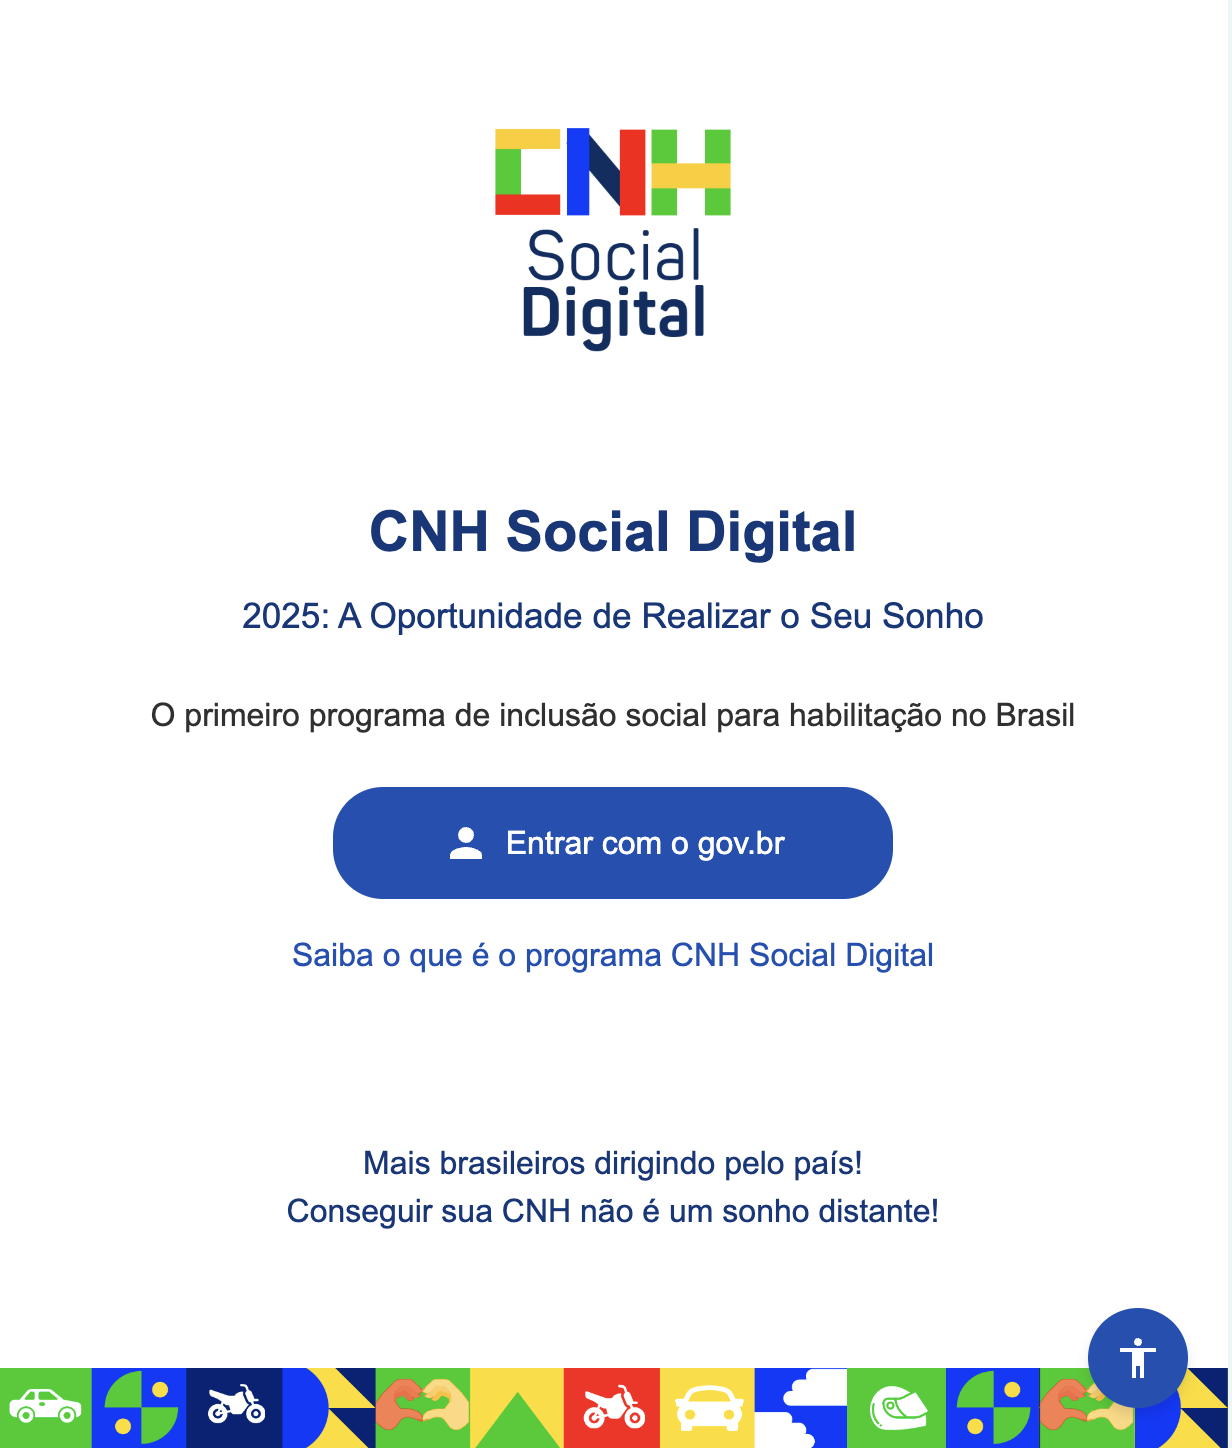 CNH
Social
Digital
CNH Social Digital
2025: A Oportunidade de Realizar o Seu Sonho
O primeiro programa de inclusão social para habilitação no Brasil
Entrar com o gov.br
Saiba o que é o programa CNH Social Digital
Mais brasileiros dirigindo pelo país!
Conseguir sua CNH não é um sonho distante!